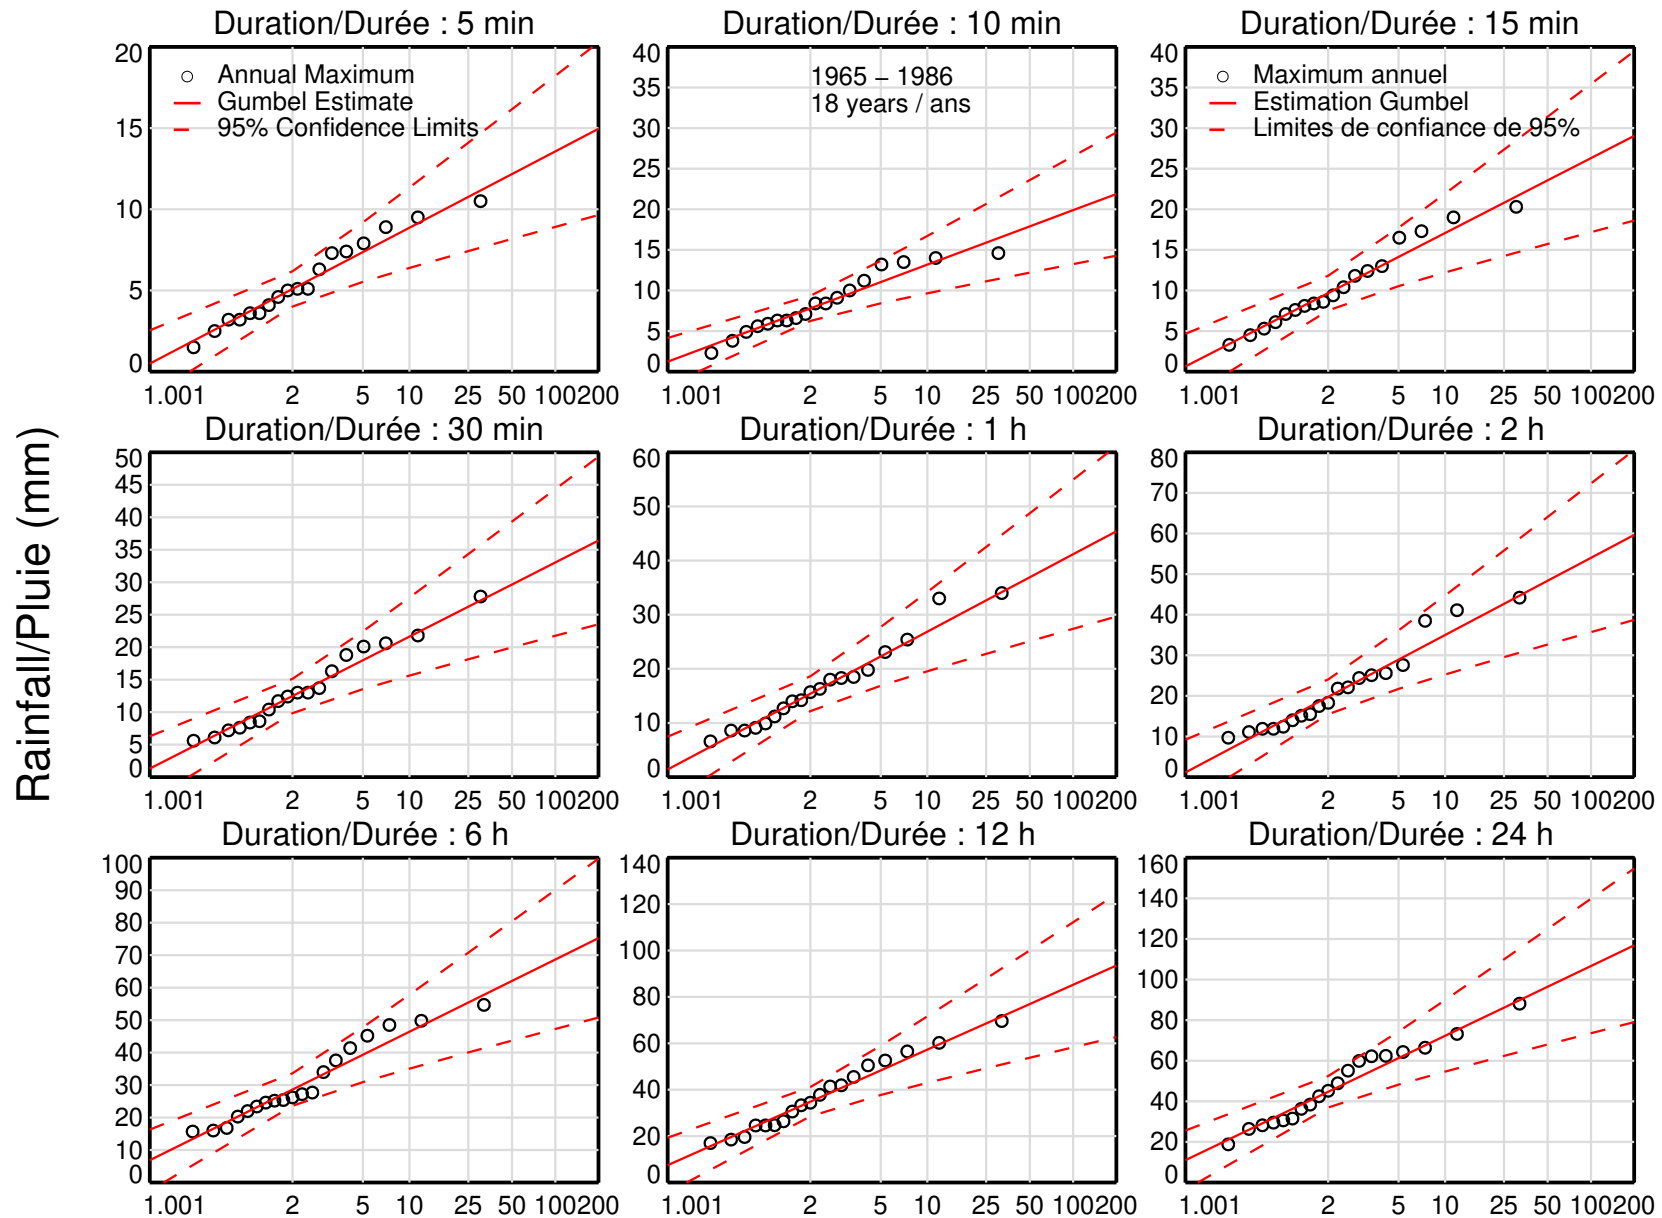 Duration/Durée : 5 min
20
15
10
5
0
Annual Maximum
Gumbel Estimate
95% Confidence Limits
1.001 2 5 10 25 50 100200
Duration/Durée : 10 min
40
35
30
25
20
15
10
5
0
1965 − 1986
18 years / ans
1.001 2 5 10 25 50 100200
Duration/Durée : 15 min
40
35
30
25
20
15
10
5
0
Maximum annuel
Estimation Gumbel
Limites de confiance de 95%
1.001 2 5 10 25 50 100200
Rainfall/Pluie (mm)
Duration/Durée : 30 min
50
45
40
35
30
25
20
15
10
5
0
1.001 2 5 10 25 50 100200
Duration/Durée : 1 h
60
50
40
30
20
10
0
1.001 2 5 10 25 50 100200
Duration/Durée : 2 h
80
70
60
50
40
30
20
10
0
1.001 2 5 10 25 50 100200
Duration/Durée : 6 h
100
90
80
70
60
50
40
30
20
10
0
1.001 2 5 10 25 50 100200
Duration/Durée : 12 h
140
120
100
80
60
40
20
0
1.001 2 5 10 25 50 100200
Duration/Durée : 24 h
160
140
120
100
80
60
40
20
0
1.001 2 5 10 25 50 100200